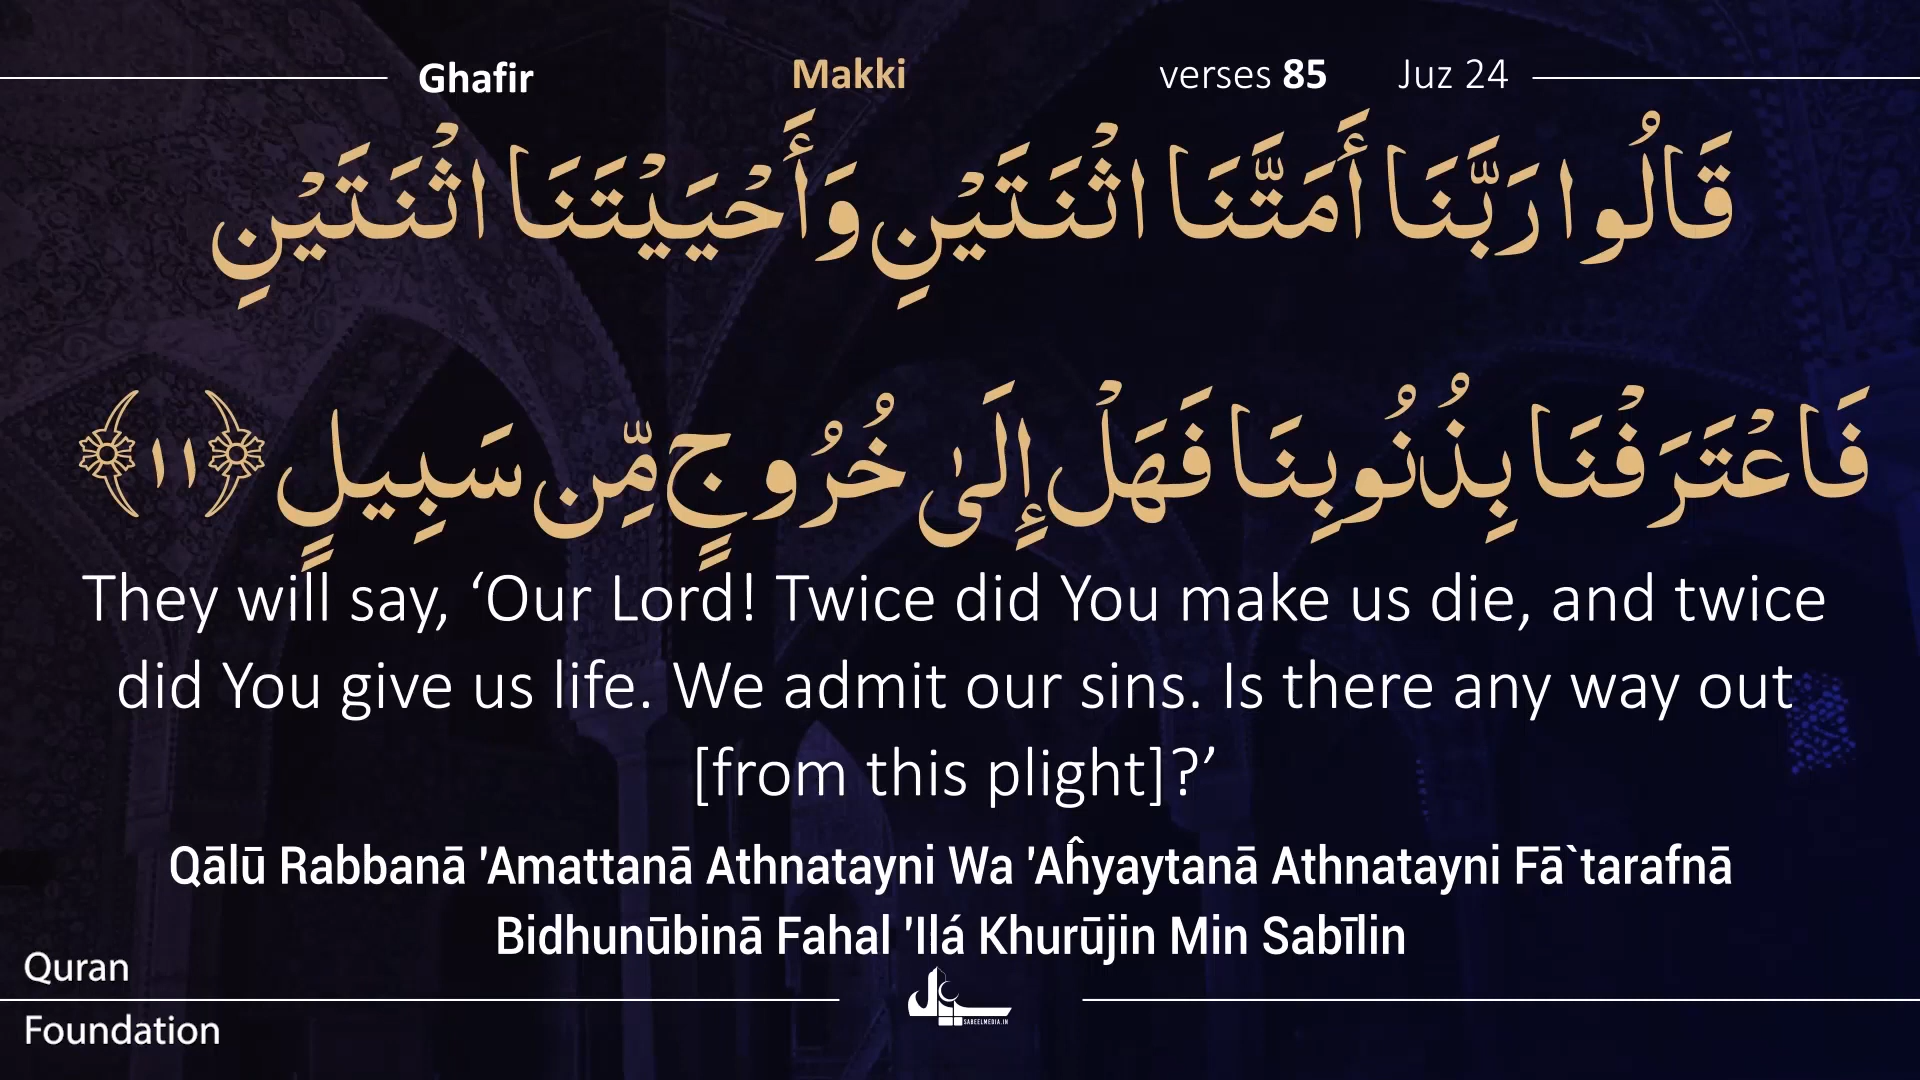 Ghafir Makki verses 85 Juz 24
قَالُوا رَبَّنَا أَمَتَّنَا اثْنَتَيْنِ وَأَحْيَيْتَنَا اثْنَتَيْنِ
فَاعْتَرَفْنَا بِذُنُوبِنَا فَهَلْ إِلَىٰ خُرُوجٍ مِّن سَبِيلٍ ﴿١١﴾
They will say, ‘Our Lord! Twice did You make us die, and twice
did You give us life. We admit our sins. Is there any way out
[from this plight]?’
Qālū Rabbanā 'Amattanā Athnatayni Wa 'Aĥyaytanā Athnatayni Fā`tarafnā
Bidhunūbinā Fahal 'Ilá Khurūjin Min Sabīlin
Quran
Foundation
SABEELMEDIA.IN